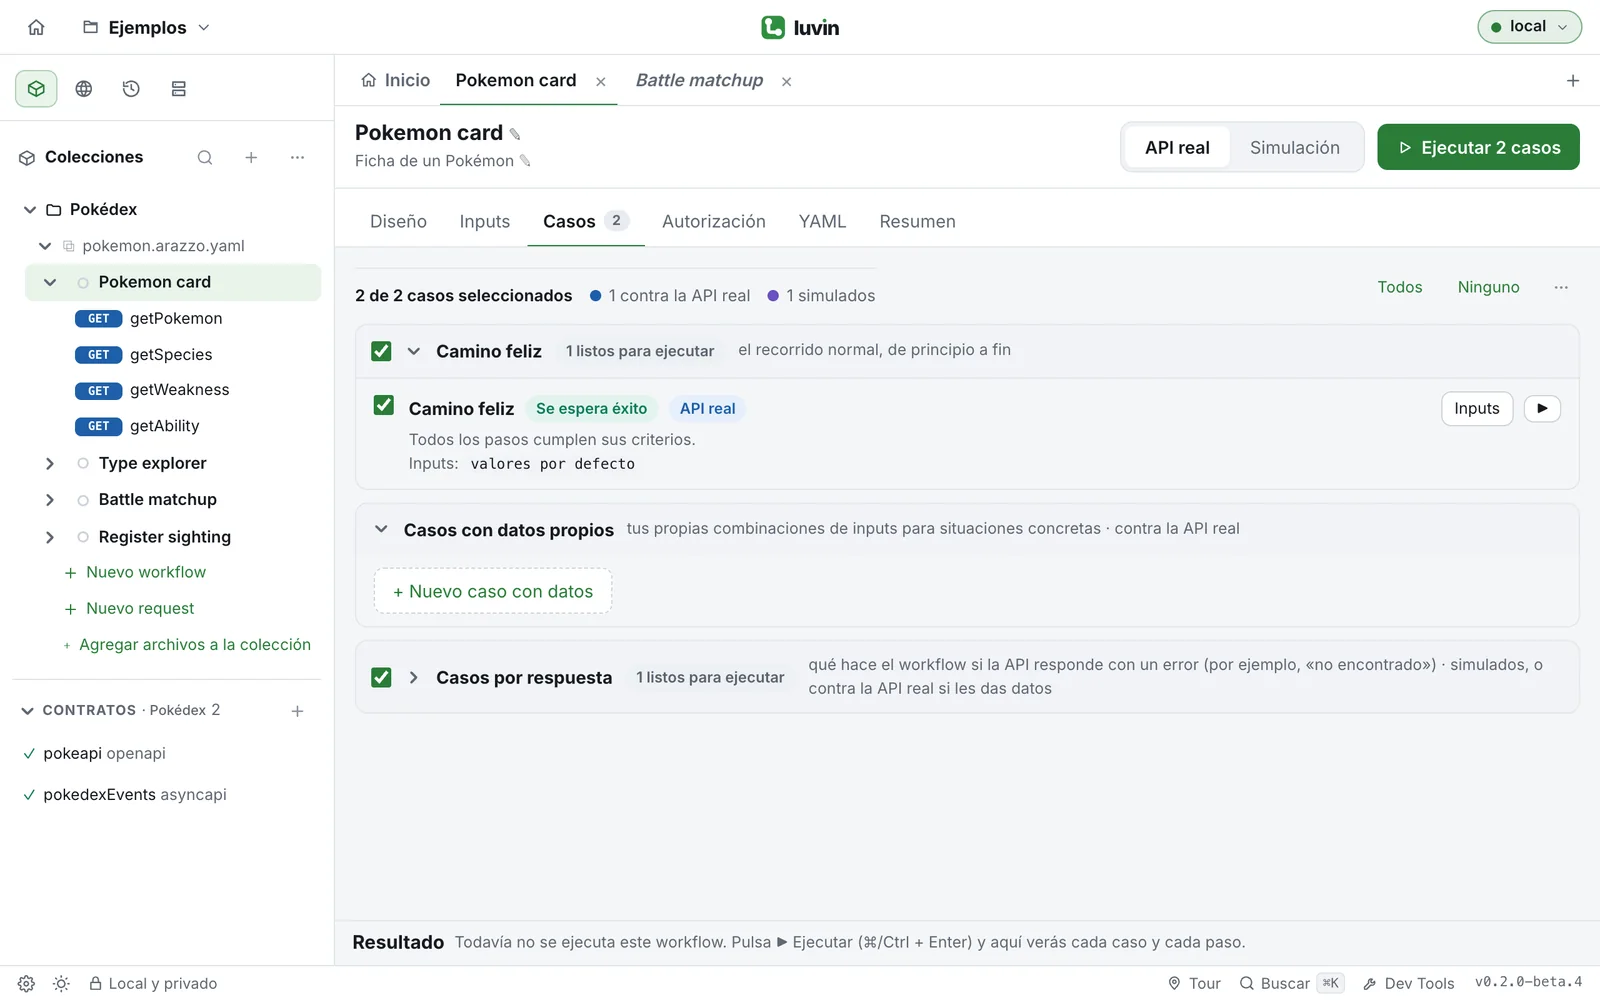 Ejemplos
luvin
local
Inicio
Pokemon card
Battle matchup
Colecciones
Pokédex
pokemon.arazzo.yaml
Pokemon card
GET getPokemon
GET getSpecies
GET getWeakness
GET getAbility
Type explorer
Battle matchup
Register sighting
+ Nuevo workflow
+ Nuevo request
+ Agregar archivos a la colección
CONTRATOS · Pokédex 2
pokeapi openapi
pokedexEvents asyncapi
Pokemon card
Ficha de un Pokémon
API real
Simulación
Ejecutar 2 casos
Diseño
Inputs
Casos 2
Autorización
YAML
Resumen
2 de 2 casos seleccionados
1 contra la API real
1 simulados
Todos
Ninguno
Camino feliz 1 listos para ejecutar el recorrido normal, de principio a fin
Camino feliz Se espera éxito API real
Inputs
Todos los pasos cumplen sus criterios.
Inputs: valores por defecto
Casos con datos propios tus propias combinaciones de inputs para situaciones concretas · contra la API real
+ Nuevo caso con datos
Casos por respuesta 1 listos para ejecutar
qué hace el workflow si la API responde con un error (por ejemplo, «no encontrado») · simulados, o
contra la API real si les das datos
Resultado Todavía no se ejecuta este workflow. Pulsa ▶ Ejecutar (⌘/Ctrl + Enter) y aquí verás cada caso y cada paso.
Local y privado
Tour
Buscar ⌘K
Dev Tools
v0.2.0-beta.4